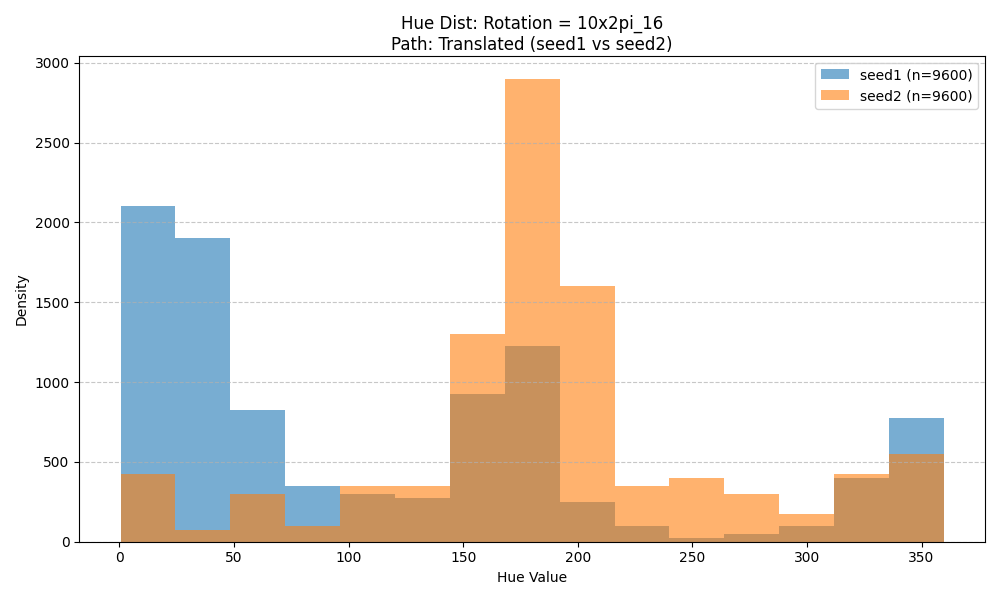 Hue Dist: Rotation = 10x2pi_16
Path: Translated (seed1 vs seed2)
seed1 (n=9600)
seed2 (n=9600)
Density
3000
2500
2000
1500
1000
500
0
0 50 100 150 200 250 300 350
Hue Value